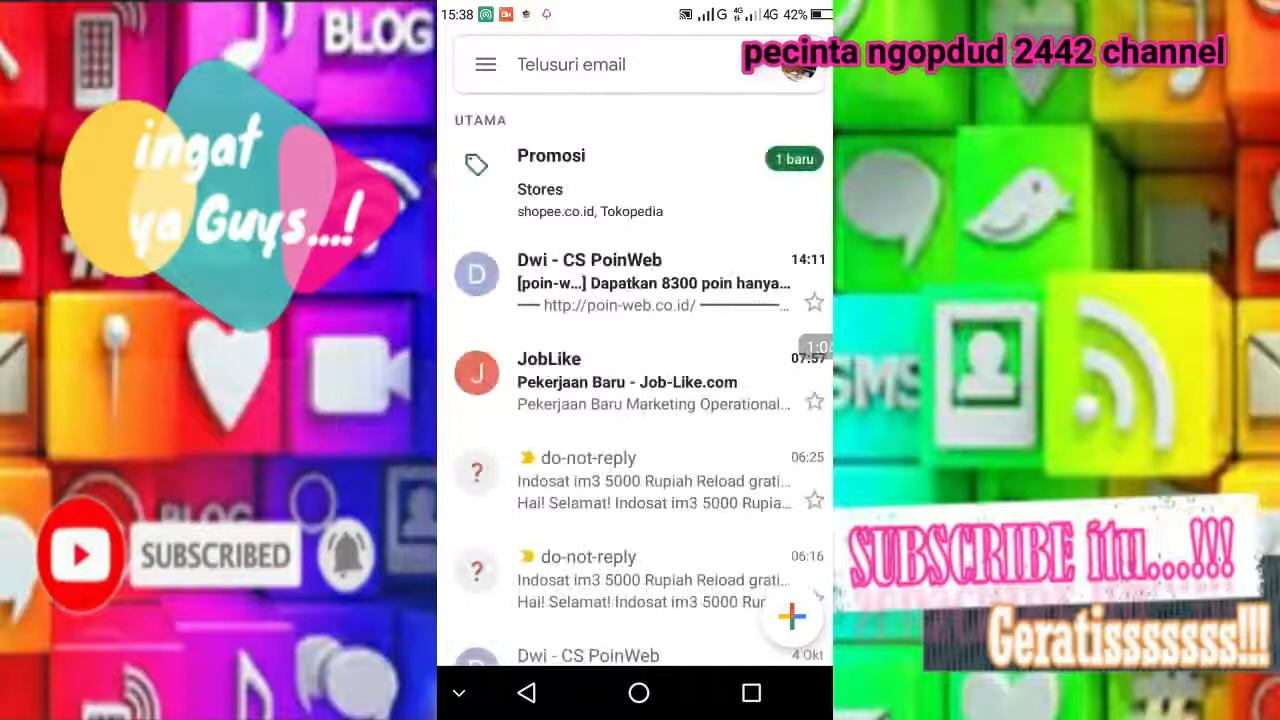 BLOG
ingat
ya Guys...!
SUBSCRIBED
BLOG
15:38
G
4G
4G 42%
pecinta ngopdud 2442 channel
Telusuri email
UTAMA
Promosi
1 baru
Stores
shopee.co.id, Tokopedia
D
Dwi - CS PoinWeb
14:11
[poin-w...] Dapatkan 8300 poin hanya...
── http://poin-web.co.id/ ────── ...
J
JobLike
07:57
Pekerjaan Baru - Job-Like.com
Pekerjaan Baru Marketing Operational...
?
do-not-reply
06:25
Indosat im3 5000 Rupiah Reload grati...
Hai! Selamat! Indosat im3 5000 Rupia...
?
do-not-reply
06:16
Indosat im3 5000 Rupiah Reload grati...
Hai! Selamat! Indosat im3 5000 Rup
Dwi - CS PoinWeb
4 Okt
SMS
SUBSCRIBE itu...!!!
Geratisssssss!!!